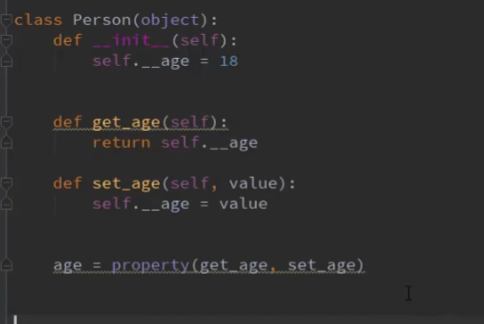 class Person(object):
    def __init__(self):
        self.__age = 18
    def get_age(self):
        return self.__age
    def set_age(self, value):
        self.__age = value
    age = property(get_age, set_age)